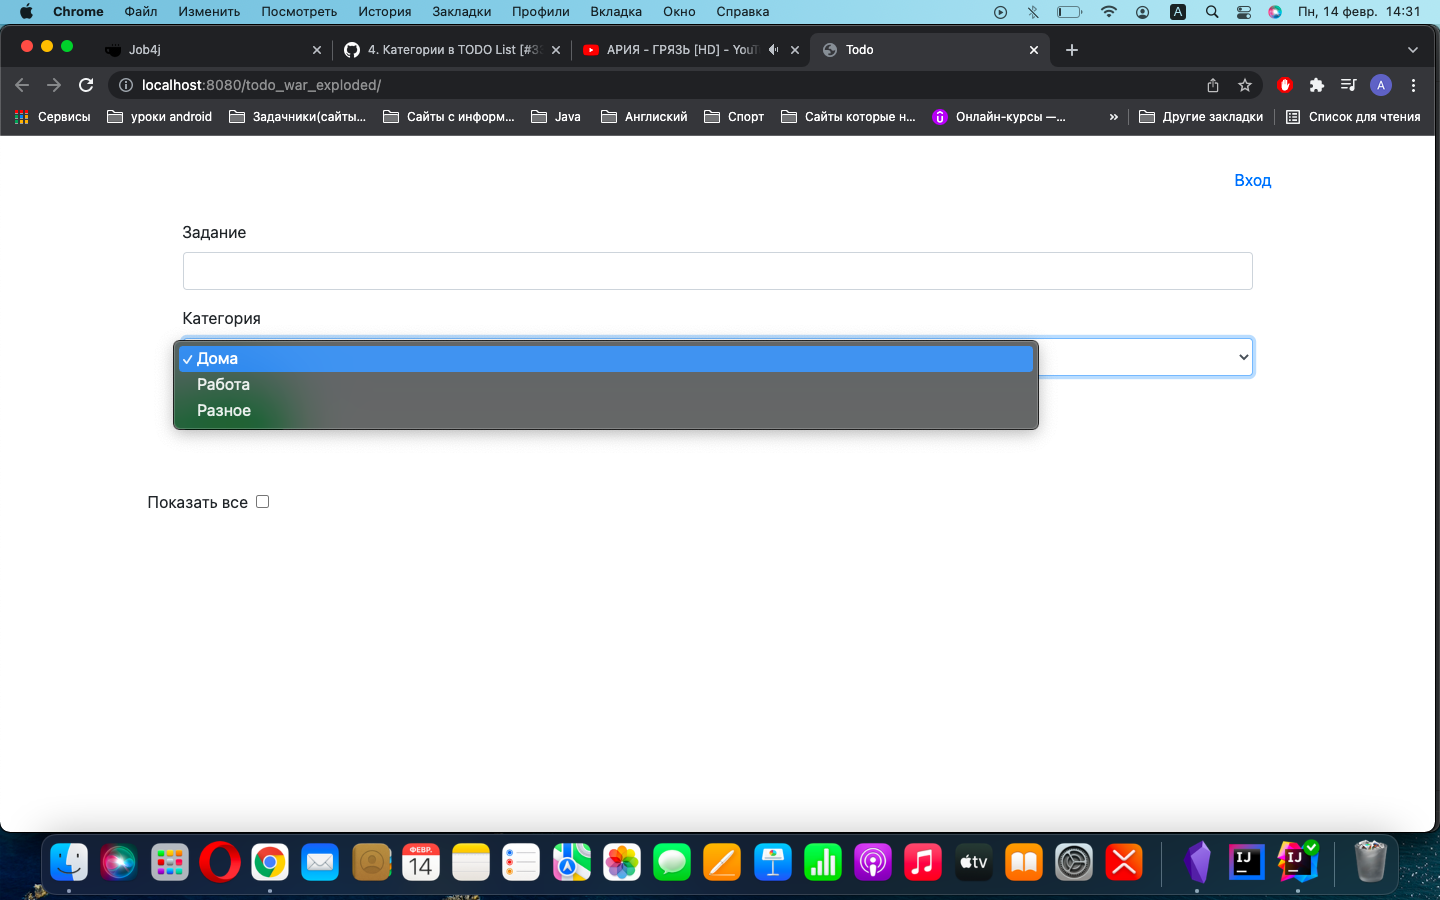 Chrome Файл Изменить Посмотреть История Закладки Профили Вкладка Окно Справка A Пн, 14 февр. 14:31
Job4j 4. Категории в TODO List [#33 АРИЯ - ГРЯЗЬ [HD] - YouT Todo
localhost:8080/todo_war_exploded/ A
Сервисы уроки android Задачники(сайты... Сайты с информ... Java Англиский Спорт Сайты которые н... Онлайн-курсы —... » Другие закладки Список для чтения
Вход
Задание
Категория
✓ Дома
Работа
Разное
Показать все
ФЕВР.
14
tv
IJ
IJ